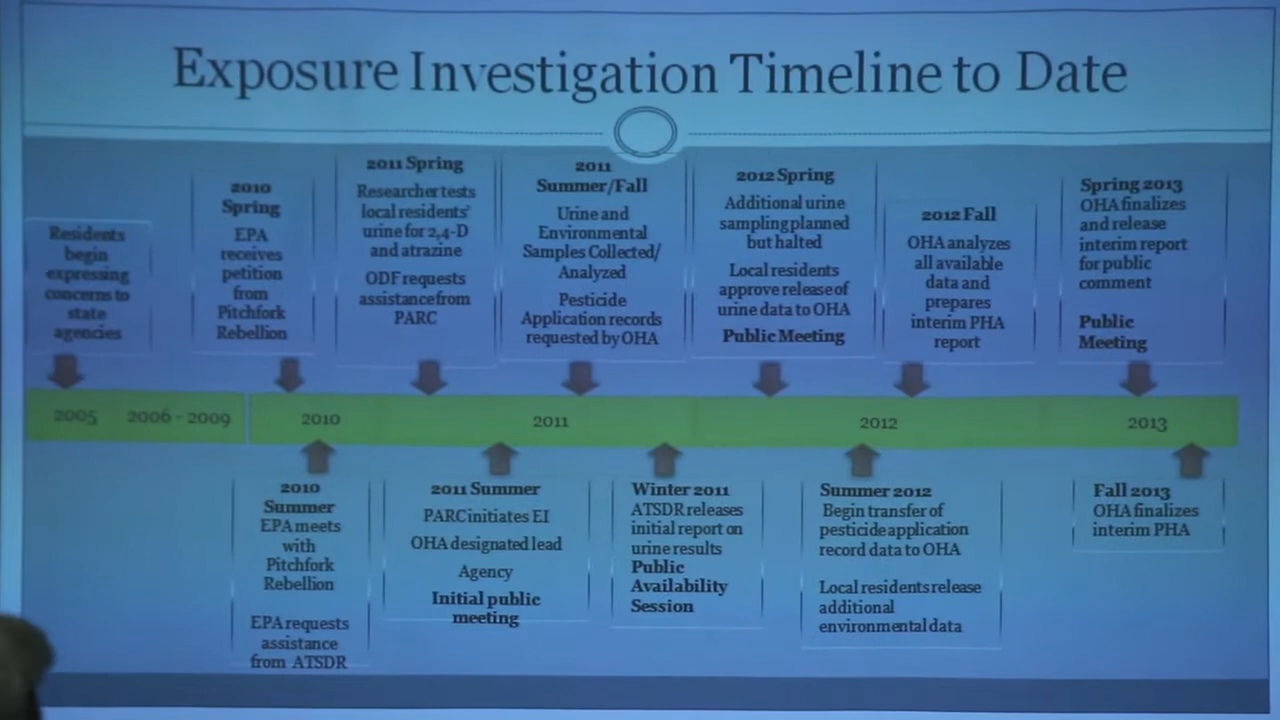 Exposure Investigation Timeline to Date
Residents
begin
expressing
concerns to
state
agencies
2010
Spring
EPA
receives
petition
from
Pitchfork
Rebellion
2011 Spring
Researcher tests
local residents'
urine for 2,4-D
and atrazine
ODF requests
assistance from
PARC
2011
Summer/Fall
Urine and
Environmental
Samples Collected/
Analyzed
Pesticide
Application records
requested by OHA
2012 Spring
Additional urine
sampling planned
but halted
Local residents
approve release of
urine data to OHA
Public Meeting
2012 Fall
OHA analyzes
all available
data and
prepares
interim PHA
report
Spring 2013
OHA finalizes
and release
interim report
for public
comment
Public
Meeting
2005 2006 - 2009 2010 2011 2012 2013
2010
Summer
EPA meets
with
Pitchfork
Rebellion
EPA requests
assistance
from ATSDR
2011 Summer
PARC initiates EI
OHA designated lead
Agency
Initial public
meeting
Winter 2011
ATSDR releases
initial report on
urine results
Public
Availability
Session
Summer 2012
Begin transfer of
pesticide application
record data to OHA
Local residents release
additional
environmental data
Fall 2013
OHA finalizes
interim PHA